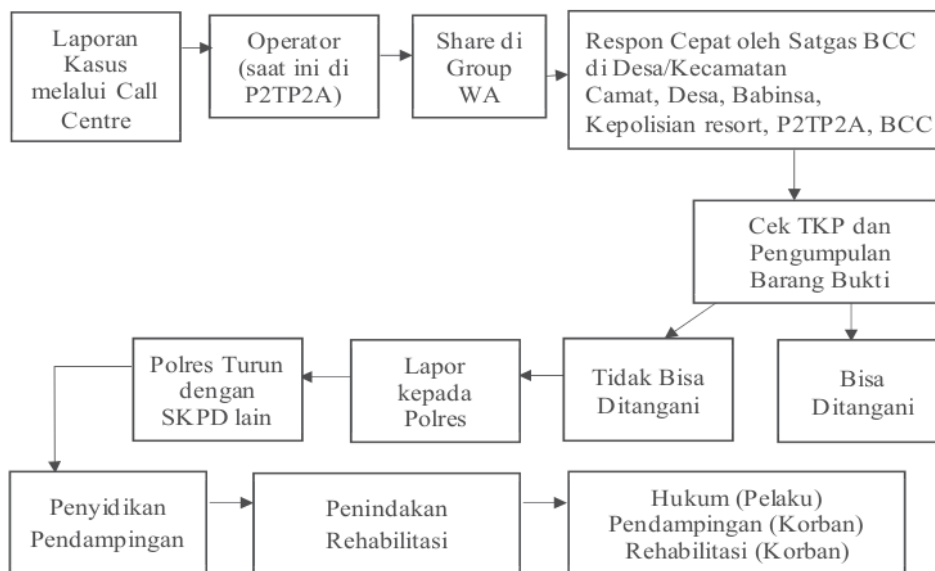 Laporan
Kasus
melalui Call
Centre
Operator
(saat ini di
P2TP2A)
Share di
Group
WA
Respon Cepat oleh Satgas BCC
di Desa/Kecamatan
Camat, Desa, Babinsa,
Kepolisian resort, P2TP2A, BCC
Cek TKP dan
Pengumpulan
Barang Bukti
Bisa
Ditangani
Tidak Bisa
Ditangani
Lapor
kepada
Polres
Polres Turun
dengan
SKPD lain
Penyidikan
Pendampingan
Penindakan
Rehabilitasi
Hukum (Pelaku)
Pendampingan (Korban)
Rehabilitasi (Korban)